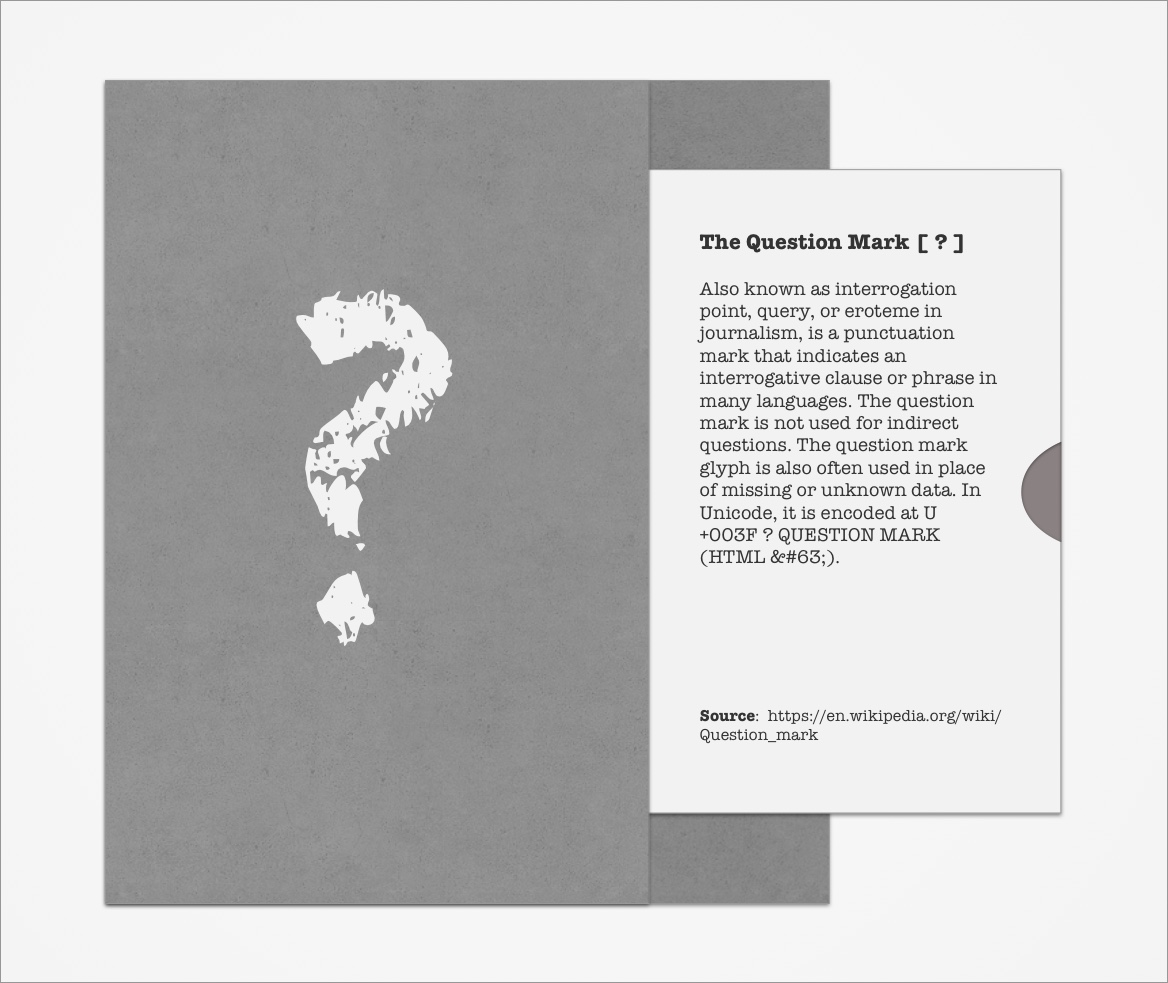 ?
The Question Mark [ ? ]
Also known as interrogation
point, query, or eroteme in
journalism, is a punctuation
mark that indicates an
interrogative clause or phrase in
many languages. The question
mark is not used for indirect
questions. The question mark
glyph is also often used in place
of missing or unknown data. In
Unicode, it is encoded at U
+003F ? QUESTION MARK
(HTML &#63;).
Source:  https://en.wikipedia.org/wiki/
Question_mark